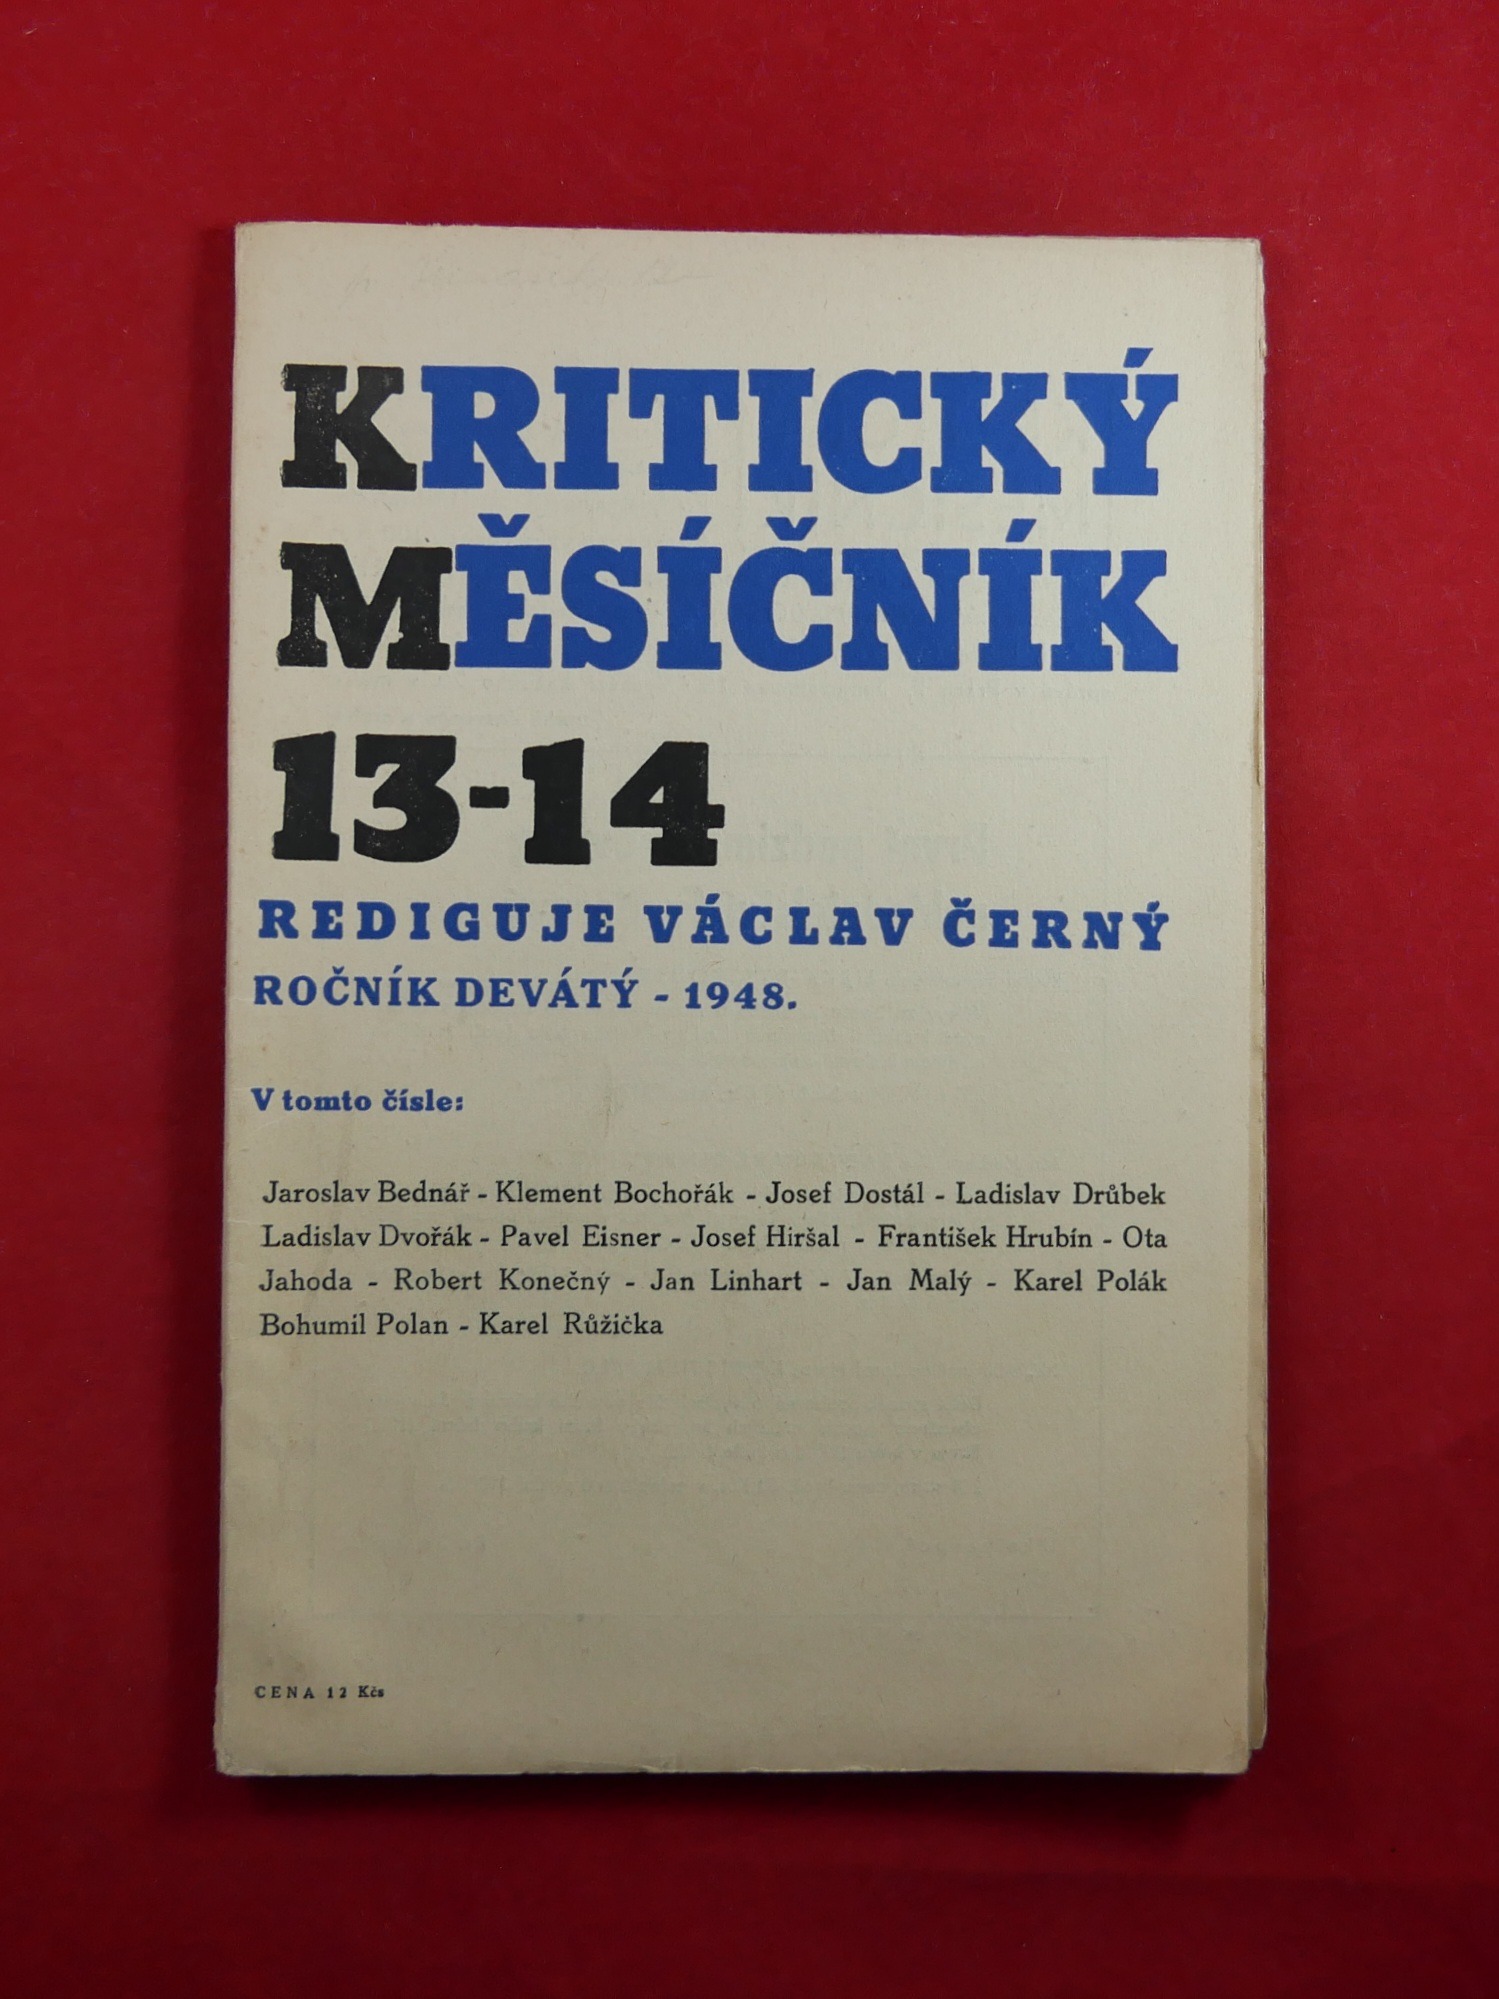 KRITICKÝ
MĚSÍČNÍK
13-14
REDIGUJE VÁCLAV ČERNÝ
ROČNÍK DEVÁTÝ - 1948.
V tomto čísle:
Jaroslav Bednář - Klement Bochořák - Josef Dostál - Ladislav Drůbek
Ladislav Dvořák - Pavel Eisner - Josef Hiršal - František Hrubín - Ota
Jahoda - Robert Konečný - Jan Linhart - Jan Malý - Karel Polák
Bohumil Polan - Karel Růžička
CENA 12 Kčs